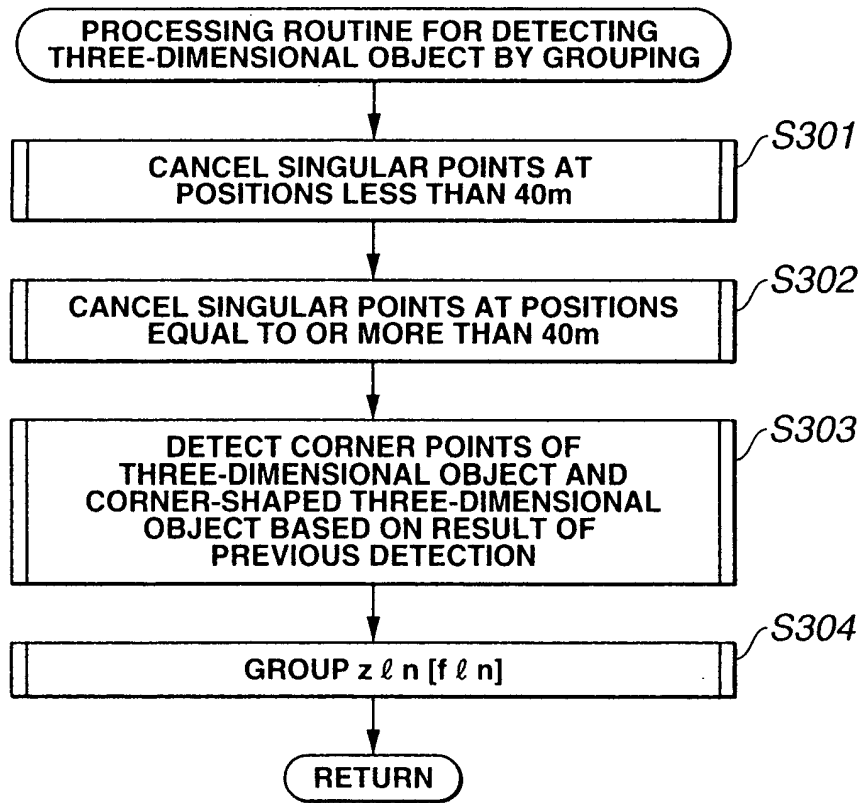 PROCESSING ROUTINE FOR DETECTING
THREE-DIMENSIONAL OBJECT BY GROUPING
S301
CANCEL SINGULAR POINTS AT
POSITIONS LESS THAN 40m
S302
CANCEL SINGULAR POINTS AT POSITIONS
EQUAL TO OR MORE THAN 40m
S303
DETECT CORNER POINTS OF
THREE-DIMENSIONAL OBJECT AND
CORNER-SHAPED THREE-DIMENSIONAL
OBJECT BASED ON RESULT OF
PREVIOUS DETECTION
S304
GROUP z ℓ n [f ℓ n]
RETURN